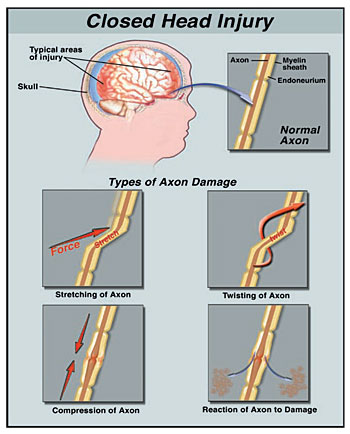 Closed Head Injury
Typical areas
of injury
Skull
Axon
Myelin
sheath
Endoneurium
Normal
Axon
Types of Axon Damage
Force
Stretch
Stretching of Axon
Twist
Twisting of Axon
Compression of Axon
Reaction of Axon to Damage